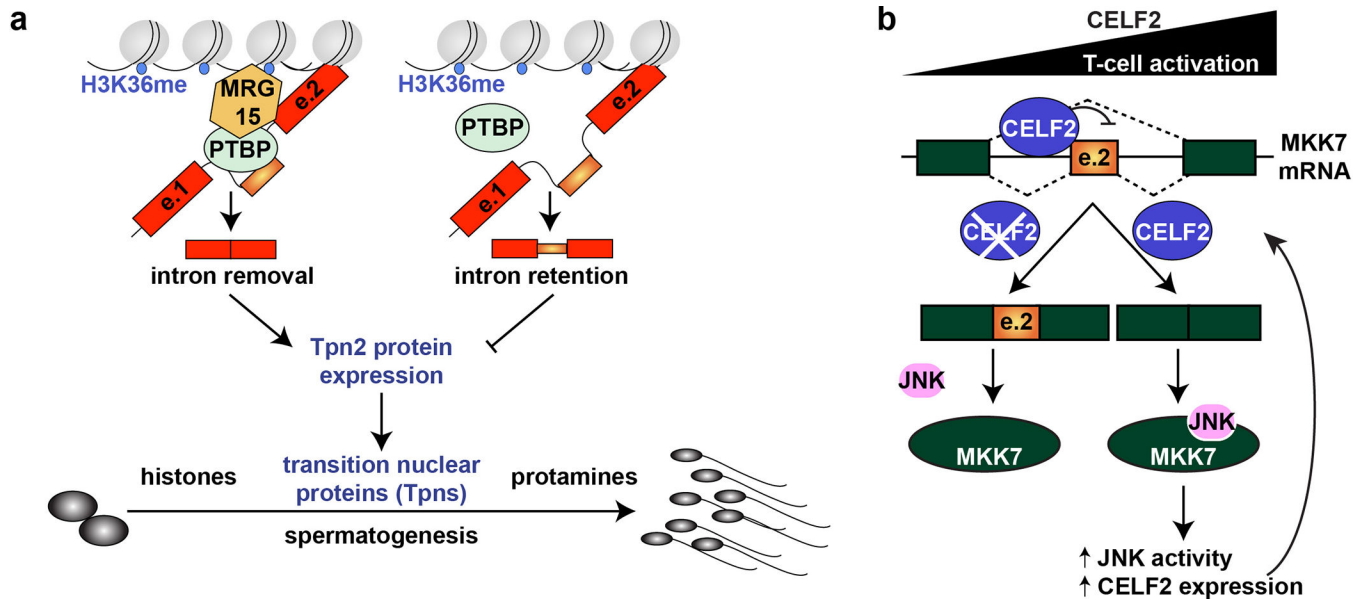 a
H3K36me
MRG
15
e.2
PTBP
e.1
intron removal
H3K36me
e.2
PTBP
e.1
intron retention
Tpn2 protein
expression
histones
transition nuclear
proteins (Tpns)
protamines
spermatogenesis
b
CELF2
T-cell activation
CELF2
e.2
MKK7
mRNA
CELF2
CELF2
e.2
JNK
MKK7
JNK
MKK7
↑ JNK activity
↑ CELF2 expression